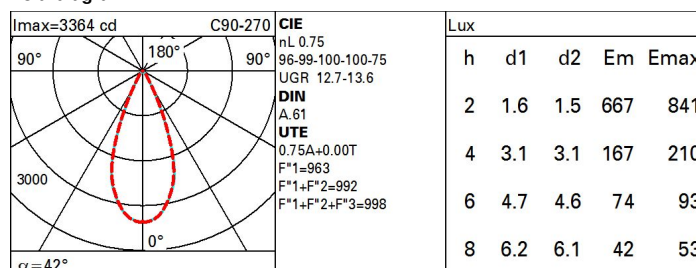 Imax=3364 cd C90-270
90° 180° 90°
3000
0°
α=42°
CIE
nL 0.75
96-99-100-100-75
UGR 12.7-13.6
DIN
A.61
UTE
0.75A+0.00T
F"1=963
F"1+F"2=992
F"1+F"2+F"3=998
Lux
h d1 d2 Em Emax
2 1.6 1.5 667 841
4 3.1 3.1 167 210
6 4.7 4.6 74 93
8 6.2 6.1 42 53